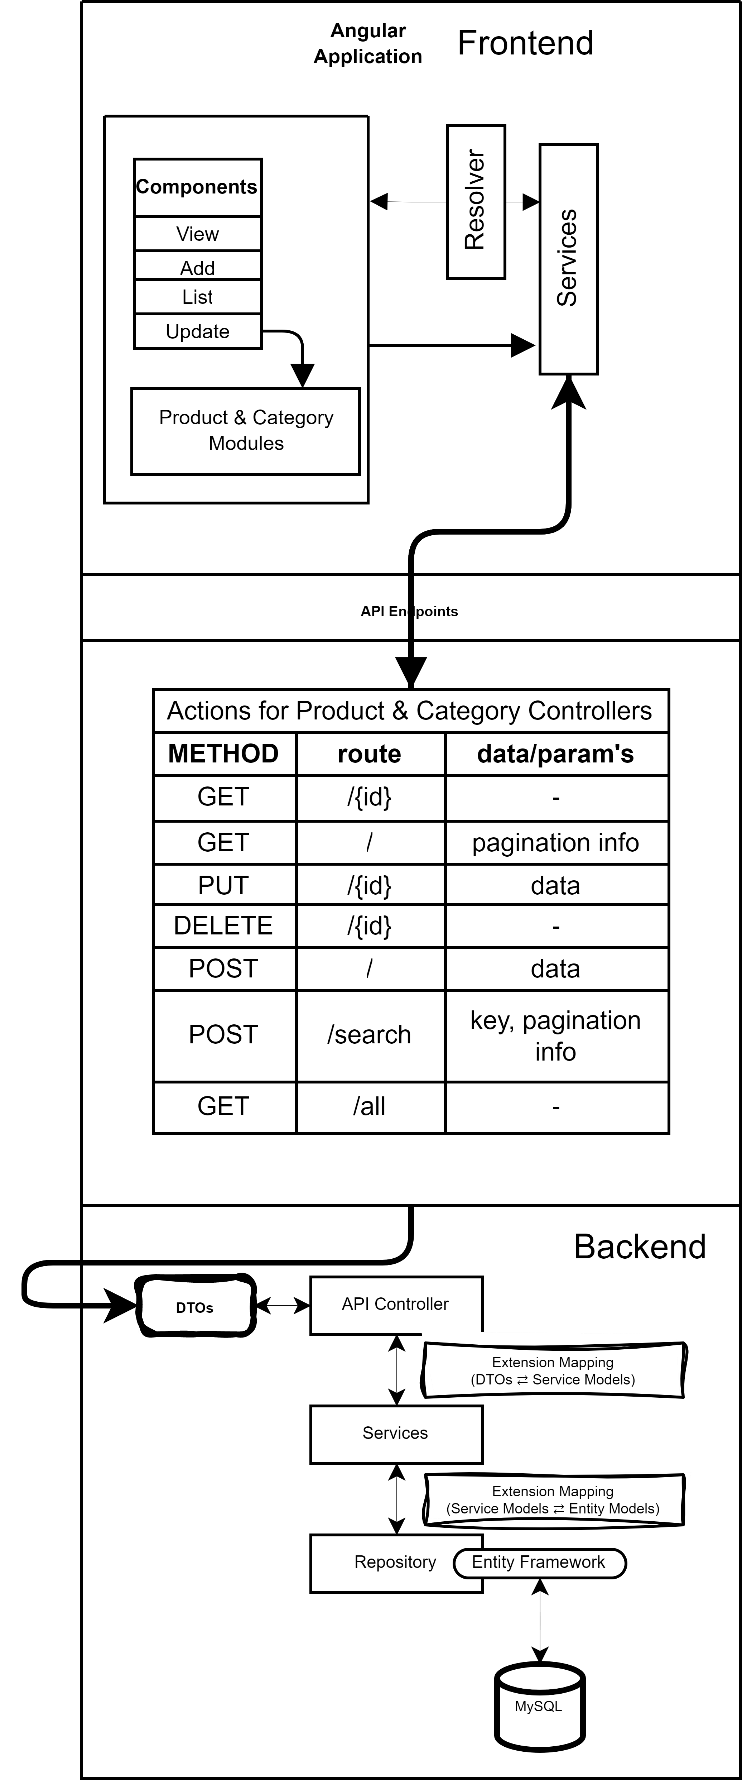 Angular
Application
Frontend
Components
View
Add
List
Update
Product & Category
Modules
Resolver
Services
API Endpoints
Actions for Product & Category Controllers
METHOD route data/param's
GET /{id} -
GET / pagination info
PUT /{id} data
DELETE /{id} -
POST / data
POST /search key, pagination
info
GET /all -
Backend
DTOs
API Controller
Extension Mapping
(DTOs ⇄ Service Models)
Services
Extension Mapping
(Service Models ⇄ Entity Models)
Repository
Entity Framework
MySQL